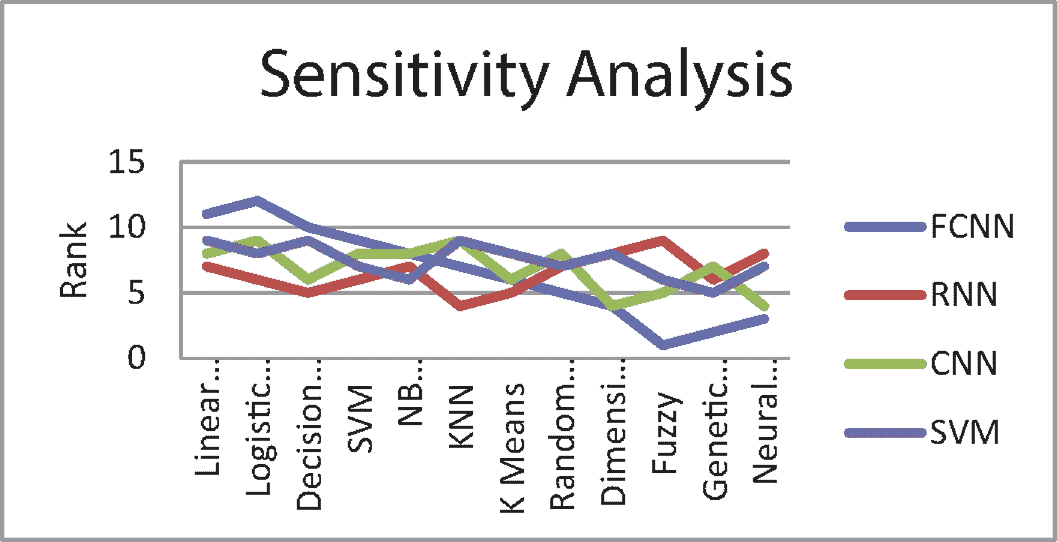 Sensitivity Analysis
15
10
5
0
Rank
Linear...
Logistic...
Decision...
SVM
NB...
KNN
K Means
Random...
Dimensi...
Fuzzy
Genetic...
Neural...
FCNN
RNN
CNN
SVM